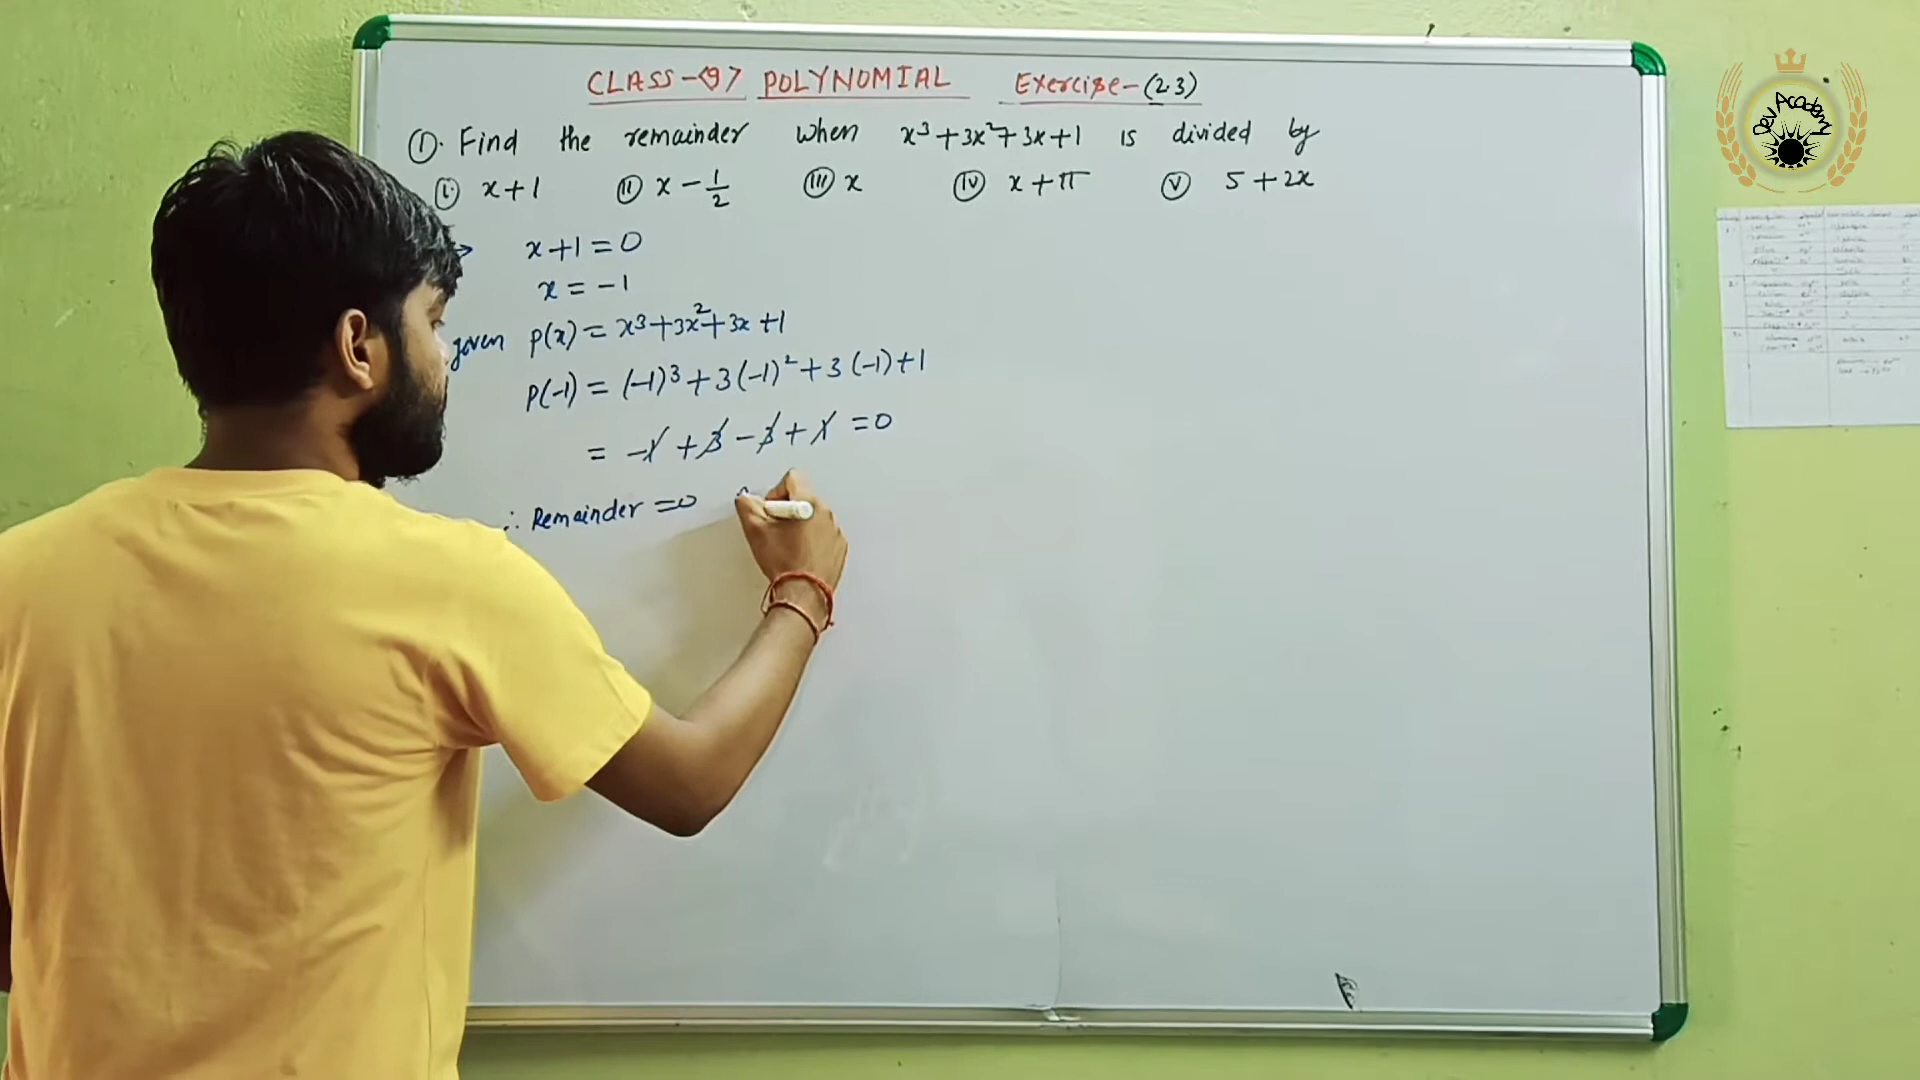 CLASS-<9> POLYNOMIAL Exercise-(2.3)
①. Find the remainder when x³+3x²+3x+1 is divided by
(i) x+1 (ii) x-1/2 (iii) x (iv) x+π (v) 5+2x
→ x+1=0
x=-1
given p(x)=x³+3x²+3x+1
p(-1)=(-1)³+3(-1)²+3(-1)+1
= -1+3-3+1 =0
∴ Remainder =0
Dev Academy